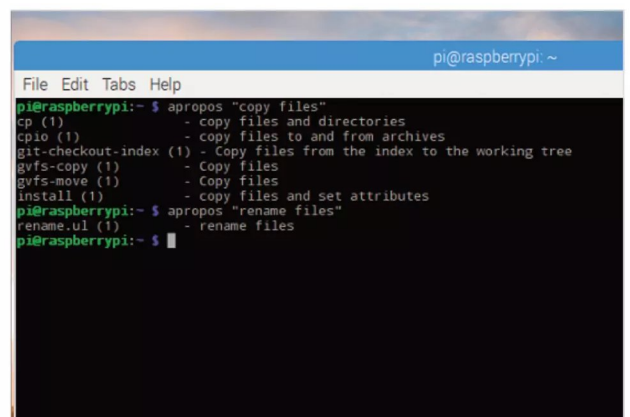 pi@raspberrypi: ~
File Edit Tabs Help
pi@raspberrypi:~ $ apropos "copy files"
cp (1) - copy files and directories
cpio (1) - copy files to and from archives
git-checkout-index (1) - Copy files from the index to the working tree
gvfs-copy (1) - Copy files
gvfs-move (1) - Copy files
install (1) - copy files and set attributes
pi@raspberrypi:~ $ apropos "rename files"
rename.ul (1) - rename files
pi@raspberrypi:~ $